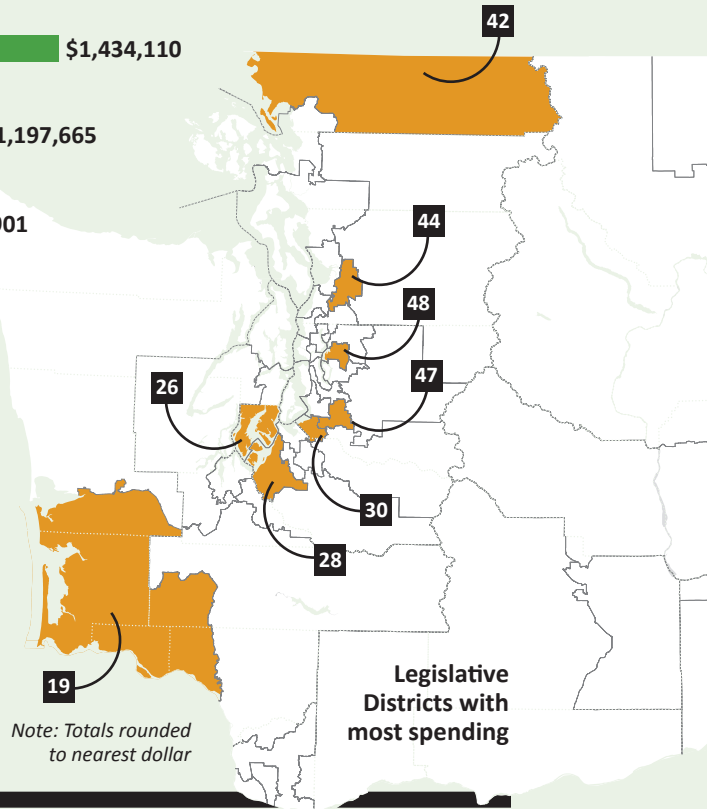 42
$1,434,110
1,197,665
901
44
48
26
47
30
28
19
Legislative
Districts with
most spending
Note: Totals rounded
to nearest dollar